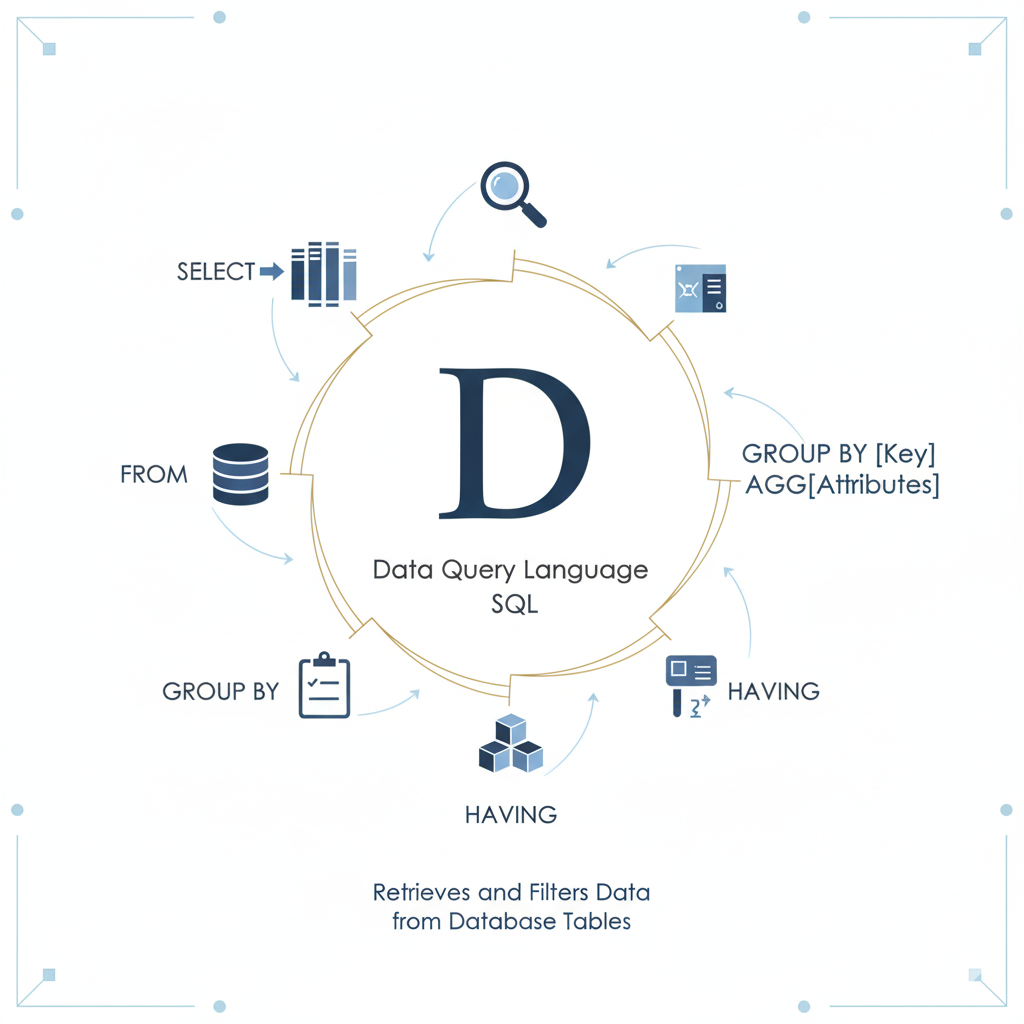 SELECT
FROM
GROUP BY
HAVING
HAVING
GROUP BY [Key]
AGG[Attributes]
D
Data Query Language
SQL
Retrieves and Filters Data
from Database Tables